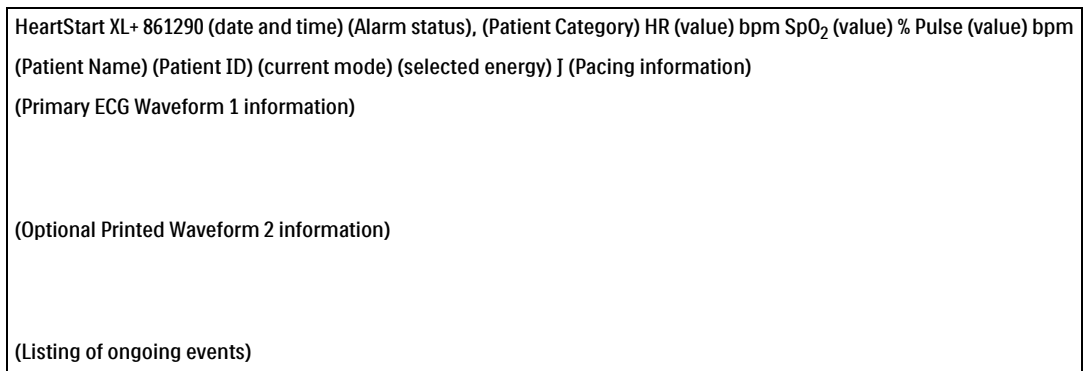 HeartStart XL+ 861290 (date and time) (Alarm status), (Patient Category) HR (value) bpm SpO₂ (value) % Pulse (value) bpm
(Patient Name) (Patient ID) (current mode) (selected energy) J (Pacing information)
(Primary ECG Waveform 1 information)
(Optional Printed Waveform 2 information)
(Listing of ongoing events)